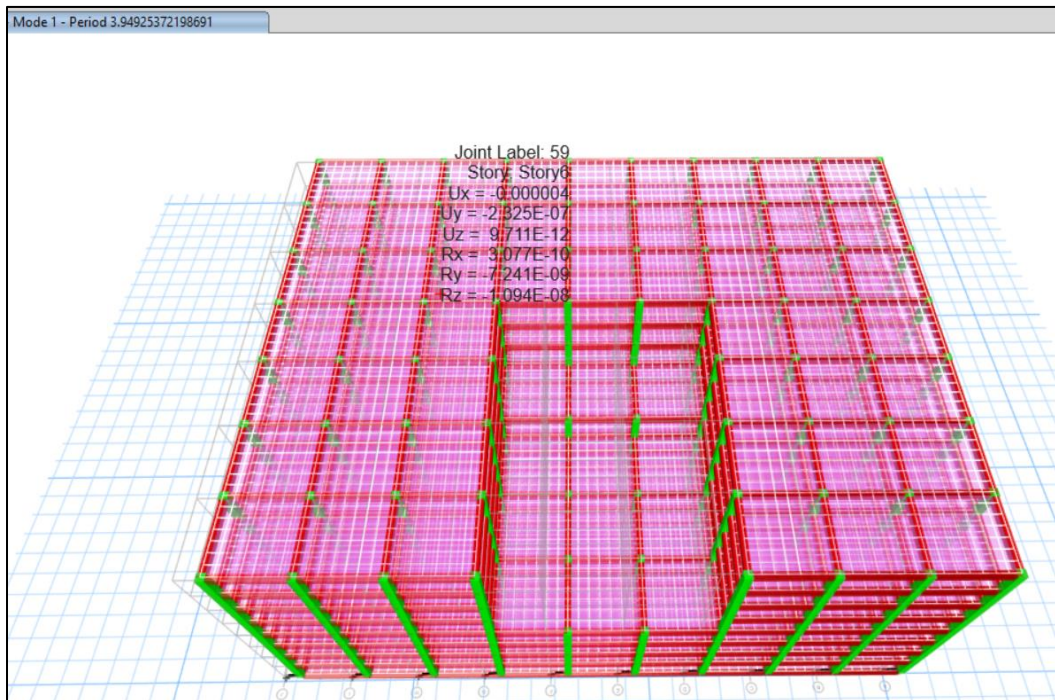 Mode 1 - Period 3.94925372198691
Joint Label: 59
Story: Story6
Ux = -0.000004
Uy = -2.325E-07
Uz = 9.711E-12
Rx = 3.077E-10
Ry = -7.241E-09
Rz = -1.094E-08